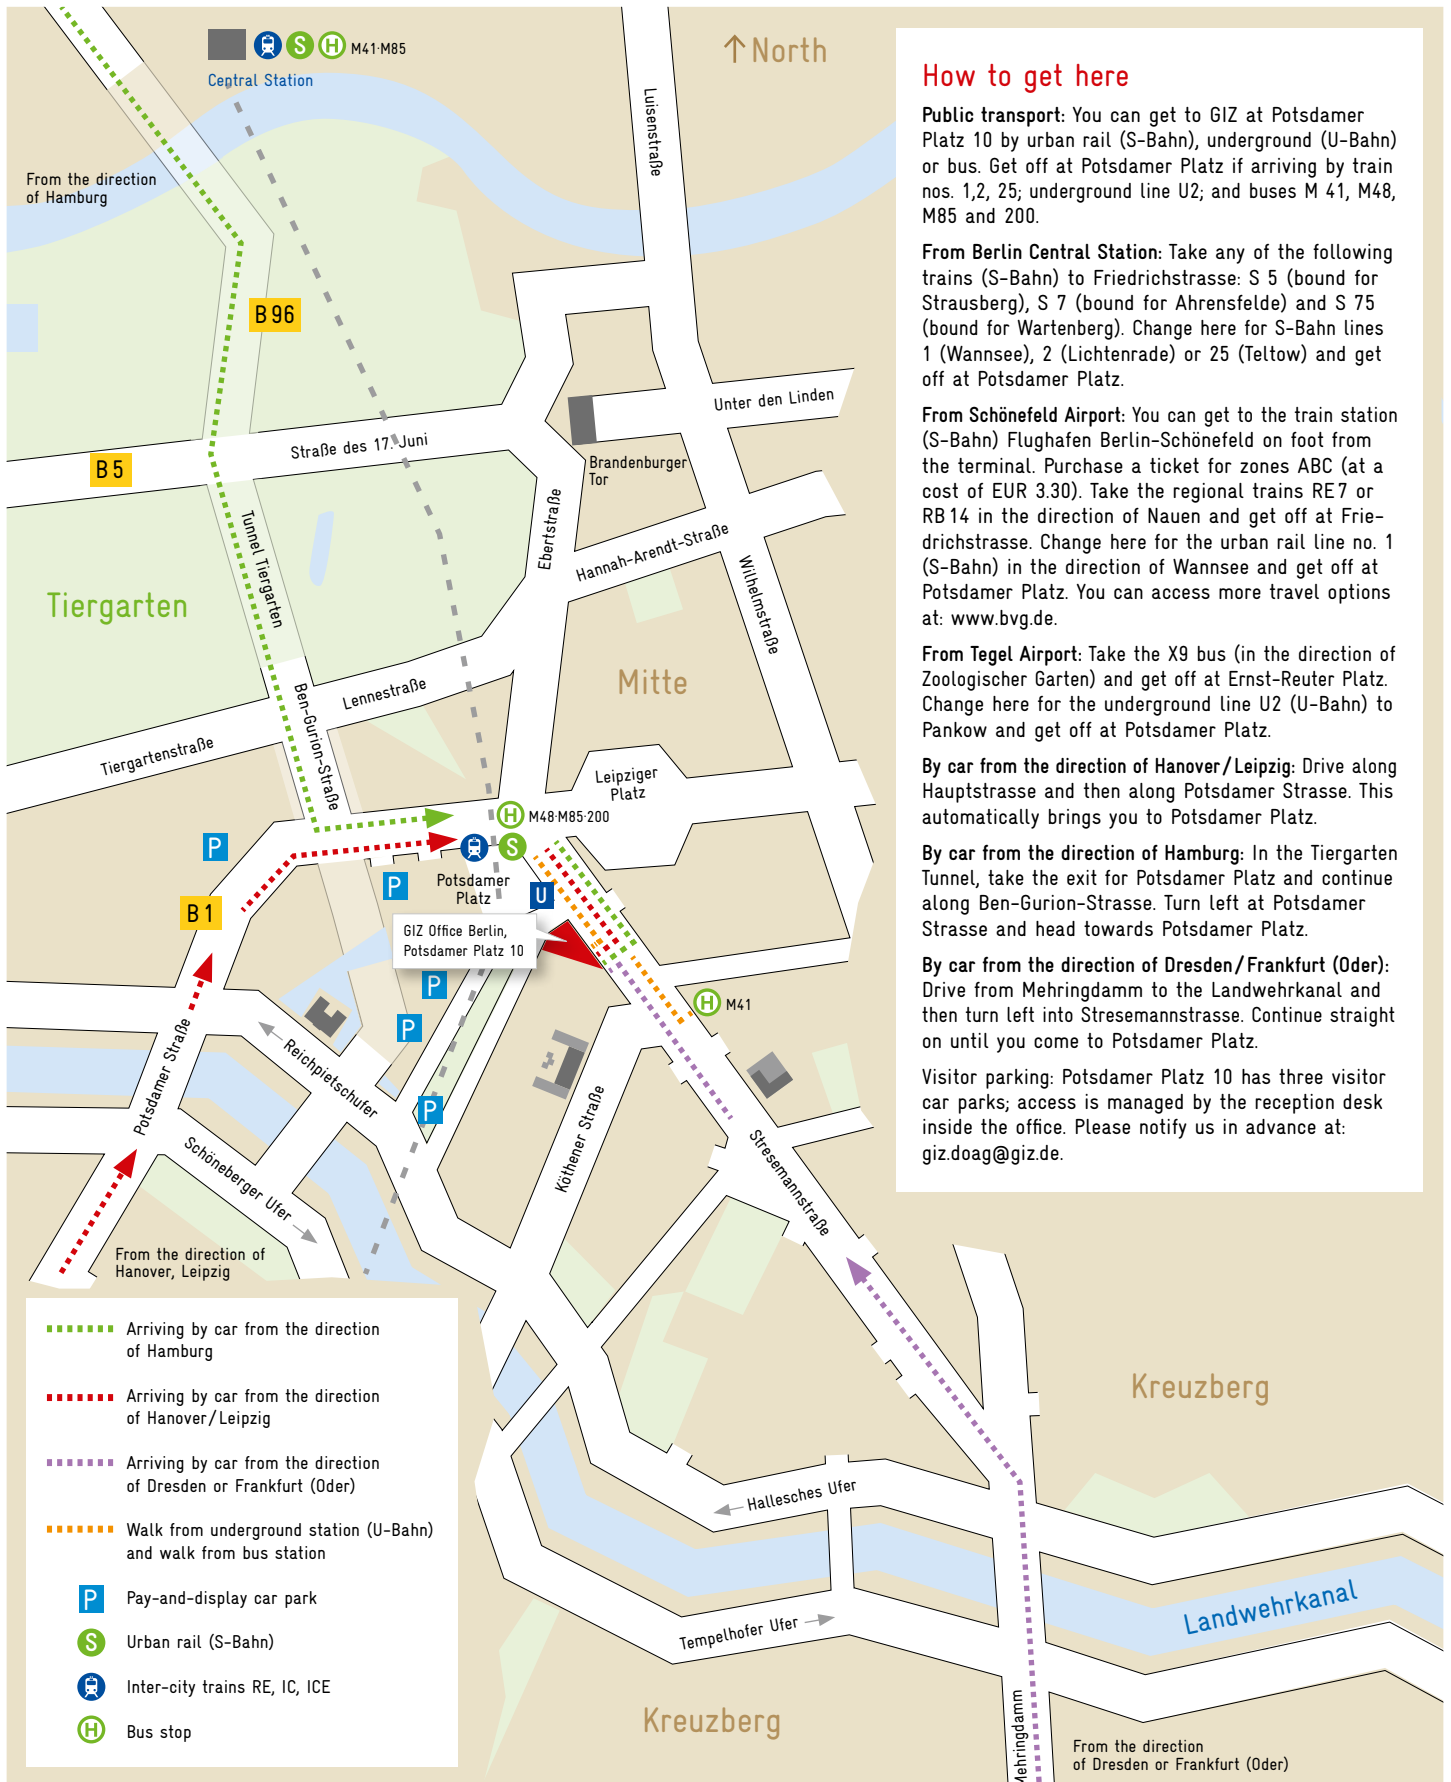 M41·M85
Central Station
North
Luisenstraße
From the direction
of Hamburg
B 96
Unter den Linden
Straße des 17. Juni
B 5
Brandenburger
Tor
Ebertstraße
Tunnel Tiergarten
Hannah-Arendt-Straße
Wilhelmstraße
Tiergarten
Mitte
Lennestraße
Ben-Gurion-Straße
Tiergartenstraße
Leipziger
Platz
H
M48·M85·200
P
S
P
Potsdamer
Platz
U
B 1
GIZ Office Berlin,
Potsdamer Platz 10
P
H
M41
P
Potsdamer Straße
Reichpietschufer
P
Köthener Straße
Schöneberger Ufer
Stresemannstraße
From the direction of
Hanover, Leipzig
Kreuzberg
Hallesches Ufer
Landwehrkanal
Tempelhofer Ufer
Kreuzberg
Mehringdamm
From the direction
of Dresden or Frankfurt (Oder)
S
H
How to get here
Public transport: You can get to GIZ at Potsdamer
Platz 10 by urban rail (S-Bahn), underground (U-Bahn)
or bus. Get off at Potsdamer Platz if arriving by train
nos. 1,2, 25; underground line U2; and buses M 41, M48,
M85 and 200.
From Berlin Central Station: Take any of the following
trains (S-Bahn) to Friedrichstrasse: S 5 (bound for
Strausberg), S 7 (bound for Ahrensfelde) and S 75
(bound for Wartenberg). Change here for S-Bahn lines
1 (Wannsee), 2 (Lichtenrade) or 25 (Teltow) and get
off at Potsdamer Platz.
From Schönefeld Airport: You can get to the train station
(S-Bahn) Flughafen Berlin-Schönefeld on foot from
the terminal. Purchase a ticket for zones ABC (at a
cost of EUR 3.30). Take the regional trains RE 7 or
RB 14 in the direction of Nauen and get off at Frie-
drichstrasse. Change here for the urban rail line no. 1
(S-Bahn) in the direction of Wannsee and get off at
Potsdamer Platz. You can access more travel options
at: www.bvg.de.
From Tegel Airport: Take the X9 bus (in the direction of
Zoologischer Garten) and get off at Ernst-Reuter Platz.
Change here for the underground line U2 (U-Bahn) to
Pankow and get off at Potsdamer Platz.
By car from the direction of Hanover/Leipzig: Drive along
Hauptstrasse and then along Potsdamer Strasse. This
automatically brings you to Potsdamer Platz.
By car from the direction of Hamburg: In the Tiergarten
Tunnel, take the exit for Potsdamer Platz and continue
along Ben-Gurion-Strasse. Turn left at Potsdamer
Strasse and head towards Potsdamer Platz.
By car from the direction of Dresden/Frankfurt (Oder):
Drive from Mehringdamm to the Landwehrkanal and
then turn left into Stresemannstrasse. Continue straight
on until you come to Potsdamer Platz.
Visitor parking: Potsdamer Platz 10 has three visitor
car parks; access is managed by the reception desk
inside the office. Please notify us in advance at:
giz.doag@giz.de.
Arriving by car from the direction
of Hamburg
Arriving by car from the direction
of Hanover/Leipzig
Arriving by car from the direction
of Dresden or Frankfurt (Oder)
Walk from underground station (U-Bahn)
and walk from bus station
P
Pay-and-display car park
S
Urban rail (S-Bahn)
Inter-city trains RE, IC, ICE
H
Bus stop